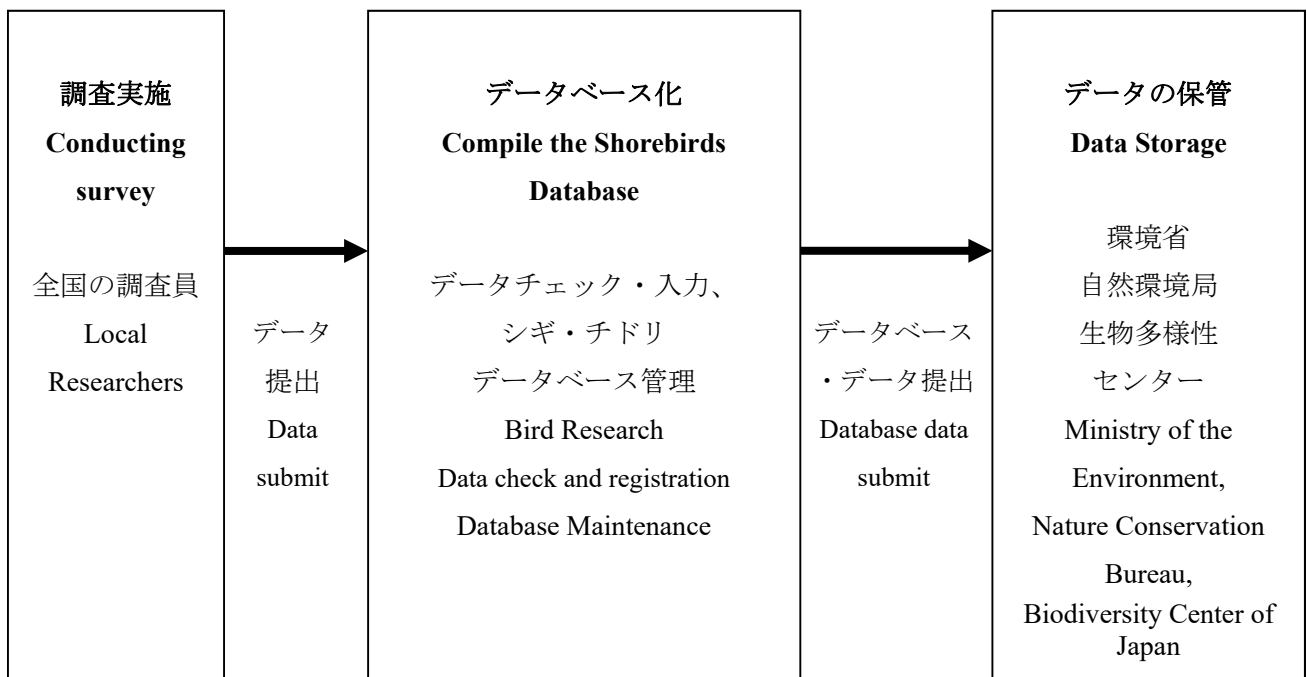 調査実施
Conducting
survey
全国の調査員
Local
Researchers
データ
提出
Data
submit
データベース化
Compile the Shorebirds
Database
データチェック・入力、
シギ・チドリ
データベース管理
Bird Research
Data check and registration
Database Maintenance
データベース
・データ提出
Database data
submit
データの保管
Data Storage
環境省
自然環境局
生物多様性
センター
Ministry of the
Environment,
Nature Conservation
Bureau,
Biodiversity Center of
Japan